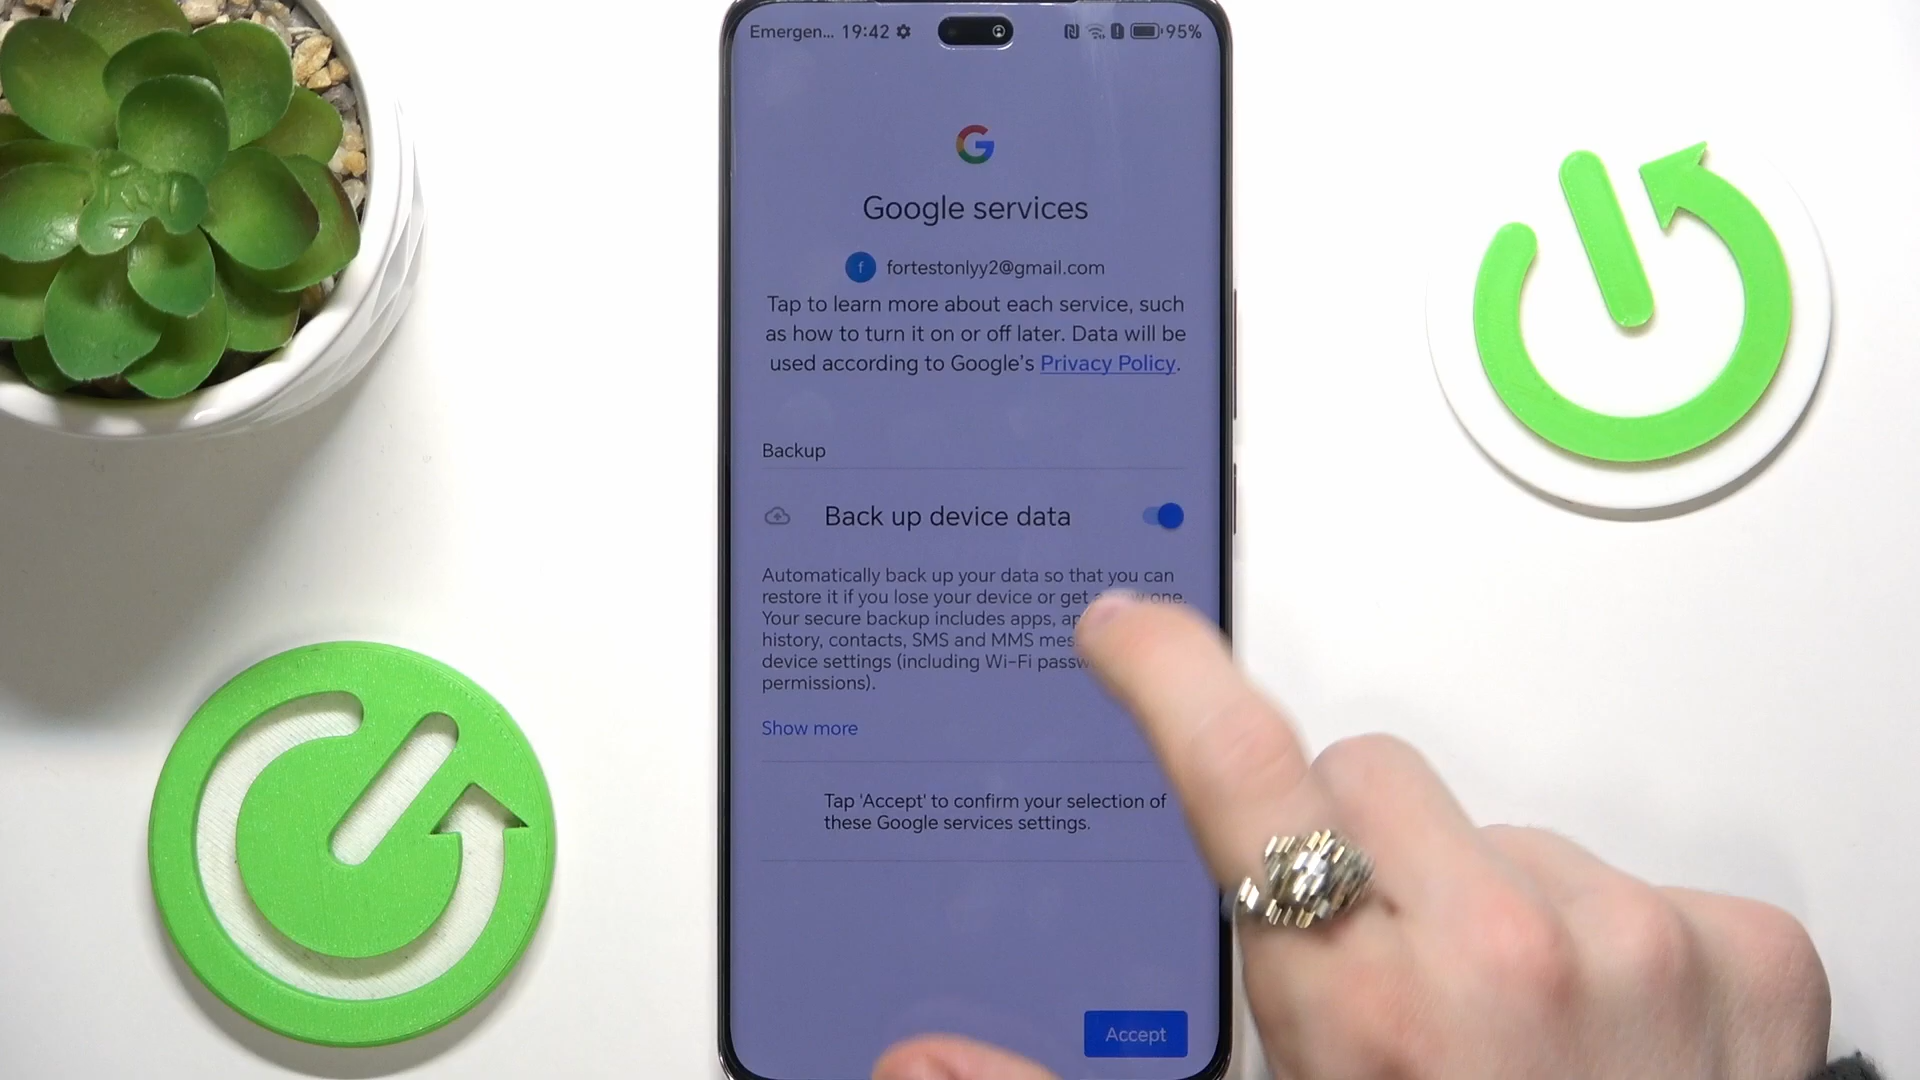 Emergen... 19:42 95%
Google services
f fortestonlyy2@gmail.com
Tap to learn more about each service, such
as how to turn it on or off later. Data will be
used according to Google's Privacy Policy.
Backup
Back up device data
Automatically back up your data so that you can
restore it if you lose your device or get a new one.
Your secure backup includes apps,
history, contacts, SMS and MMS
device settings (including Wi-Fi
permissions).
Show more
Tap 'Accept' to confirm your selection of
these Google services settings.
Accept